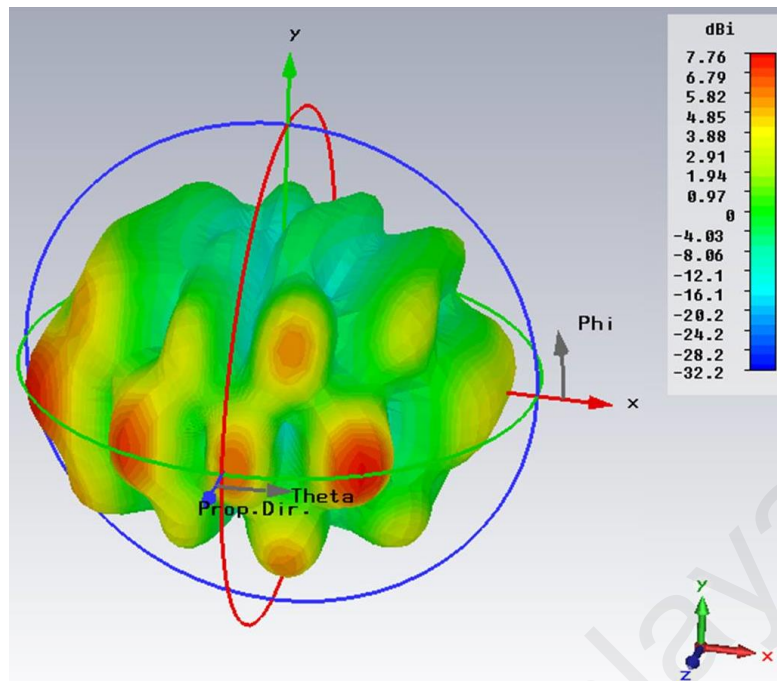 y
dBi
7.76
6.79
5.82
4.85
3.88
2.91
1.94
0.97
0
-4.03
-8.06
-12.1
-16.1
-20.2
-24.2
-28.2
-32.2
Phi
x
Theta
Prop.Dir.
y
x
z
laya